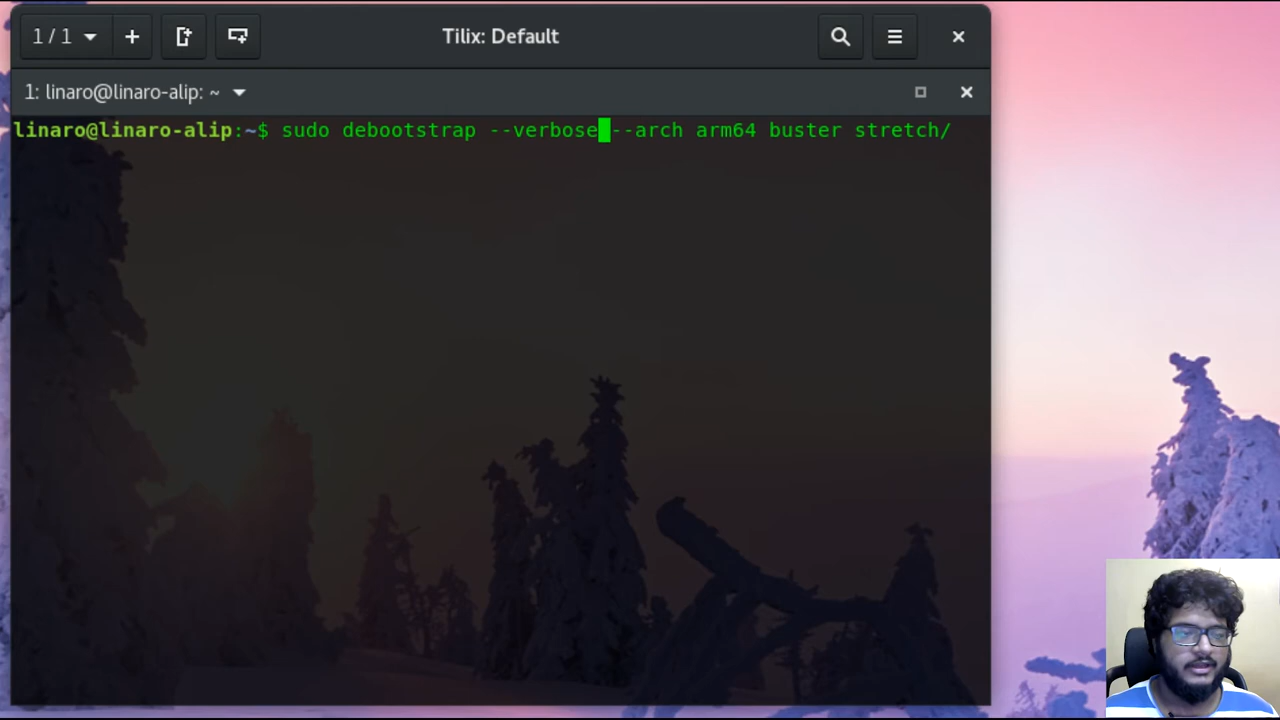 1 / 1
Tilix: Default
1: linaro@linaro-alip: ~
linaro@linaro-alip:~$ sudo debootstrap --verbose --arch arm64 buster stretch/